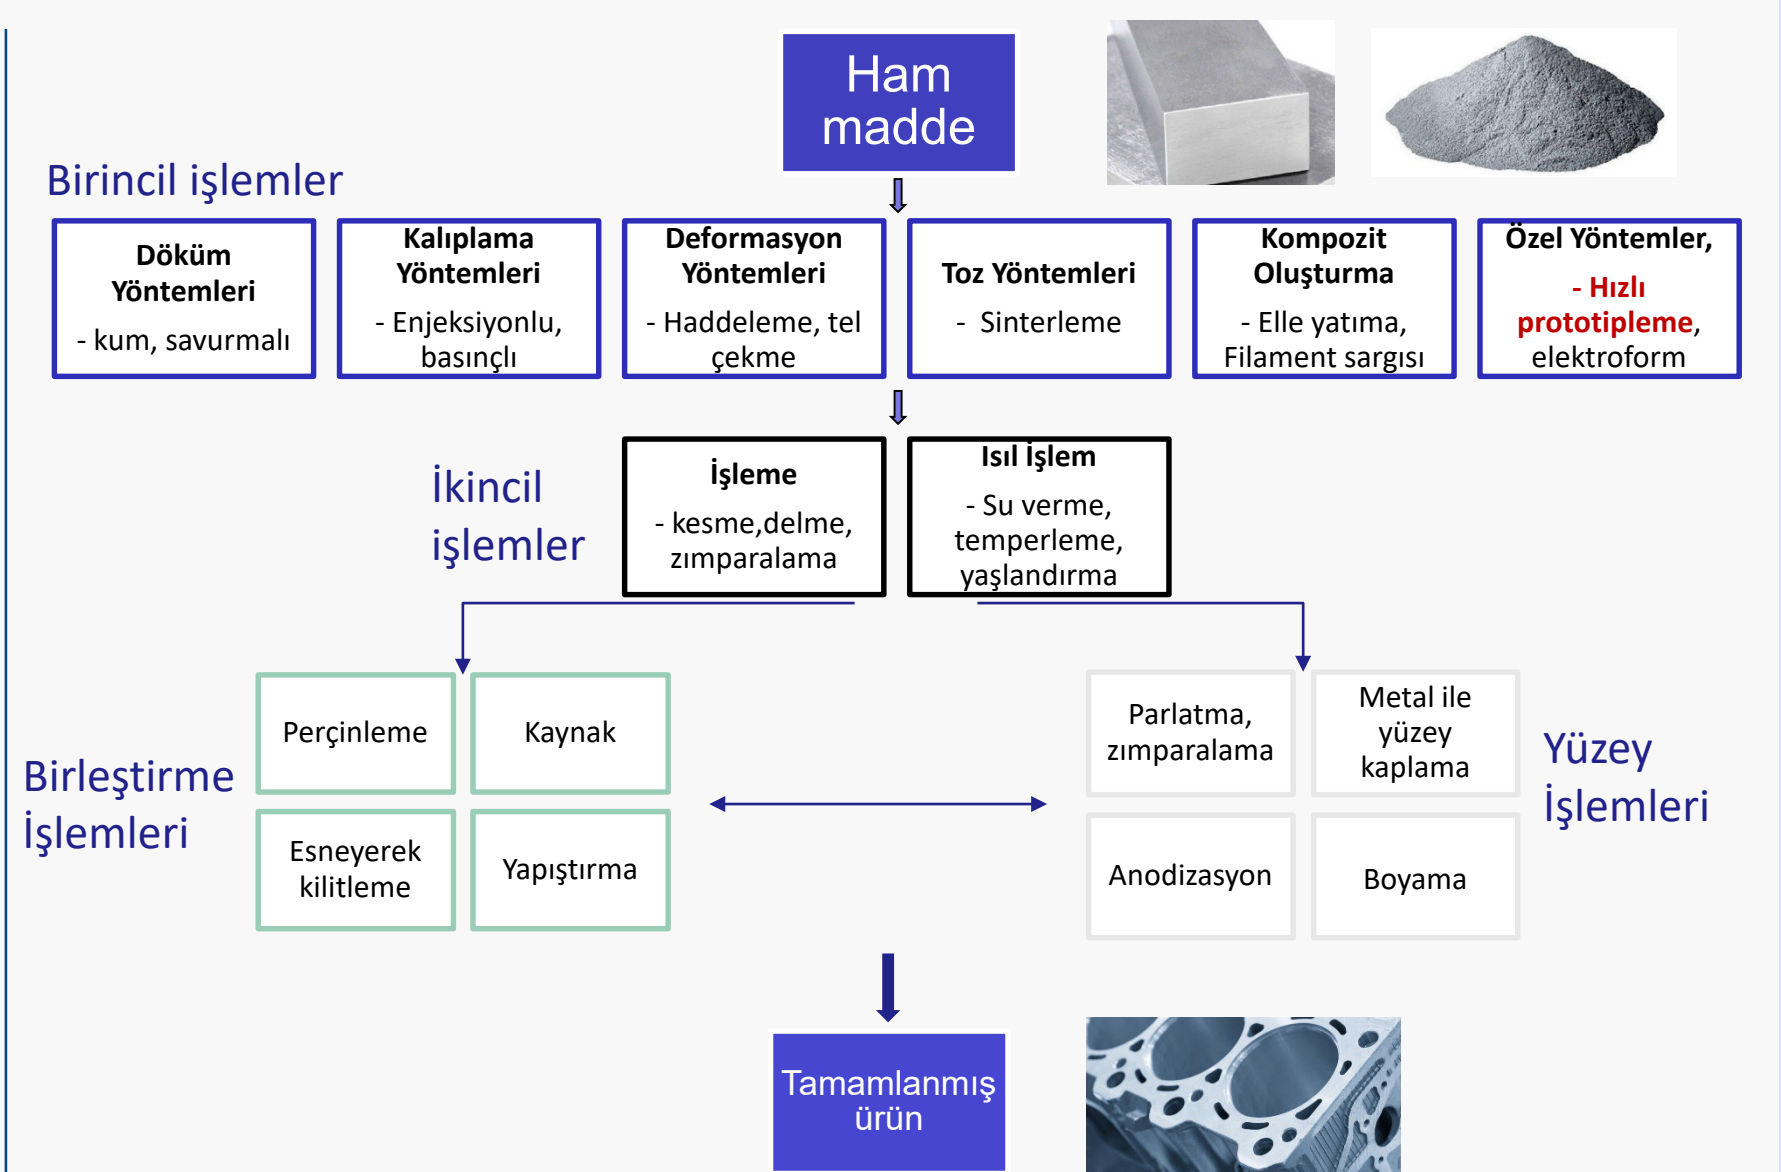 Ham
madde
Birincil işlemler
Döküm
Yöntemleri
- kum, savurmalı
Kalıplama
Yöntemleri
- Enjeksiyonlu,
basınçlı
Deformasyon
Yöntemleri
- Haddeleme, tel
çekme
Toz Yöntemleri
- Sinterleme
Kompozit
Oluşturma
- Elle yatıma,
Filament sargısı
Özel Yöntemler,
- Hızlı
prototipleme,
elektroform
İkincil
işlemler
İşleme
- kesme,delme,
zımparalama
Isıl İşlem
- Su verme,
temperleme,
yaşlandırma
Birleştirme
İşlemleri
Perçinleme
Kaynak
Esneyerek
kilitleme
Yapıştırma
Parlatma,
zımparalama
Metal ile
yüzey
kaplama
Anodizasyon
Boyama
Yüzey
İşlemleri
Tamamlanmış
ürün